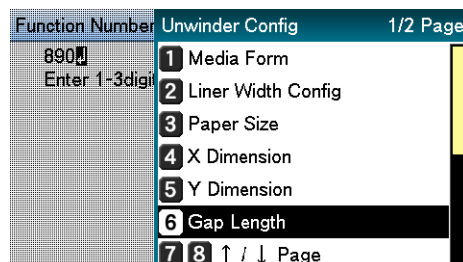 Function Number
890
Enter 1-3digi
Unwinder Config 1/2 Page
1 Media Form
2 Liner Width Config
3 Paper Size
4 X Dimension
5 Y Dimension
6 Gap Length
7 8 ↑ / ↓ Page